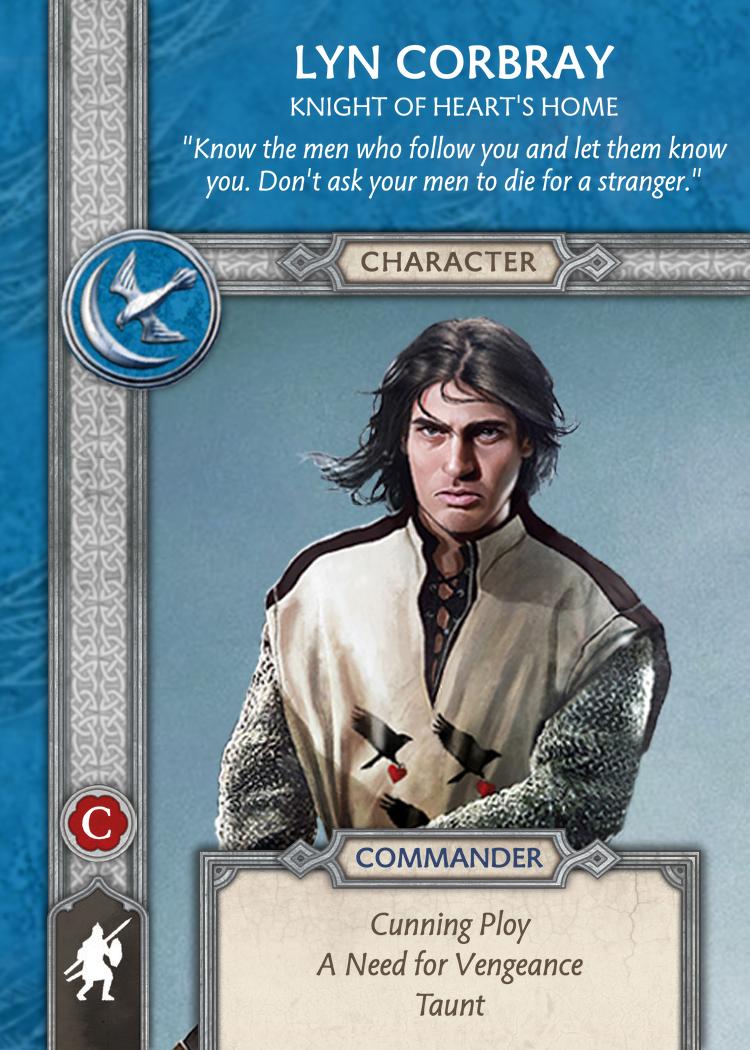 LYN CORBRAY
KNIGHT OF HEART'S HOME
"Know the men who follow you and let them know
you. Don't ask your men to die for a stranger."
CHARACTER
C
COMMANDER
Cunning Ploy
A Need for Vengeance
Taunt